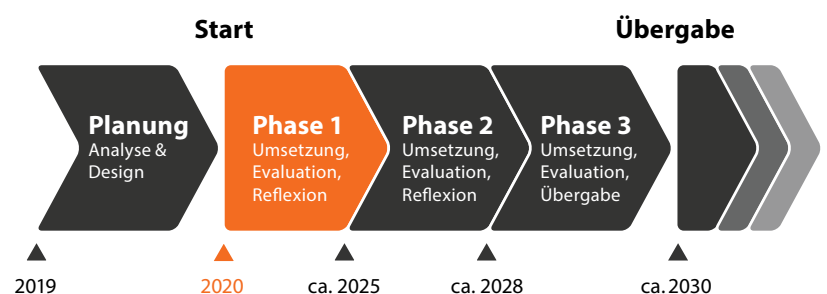 Start
Übergabe
Planung
Analyse &
Design
Phase 1
Umsetzung,
Evaluation,
Reflexion
Phase 2
Umsetzung,
Evaluation,
Reflexion
Phase 3
Umsetzung,
Evaluation,
Übergabe
2019
2020
ca. 2025
ca. 2028
ca. 2030